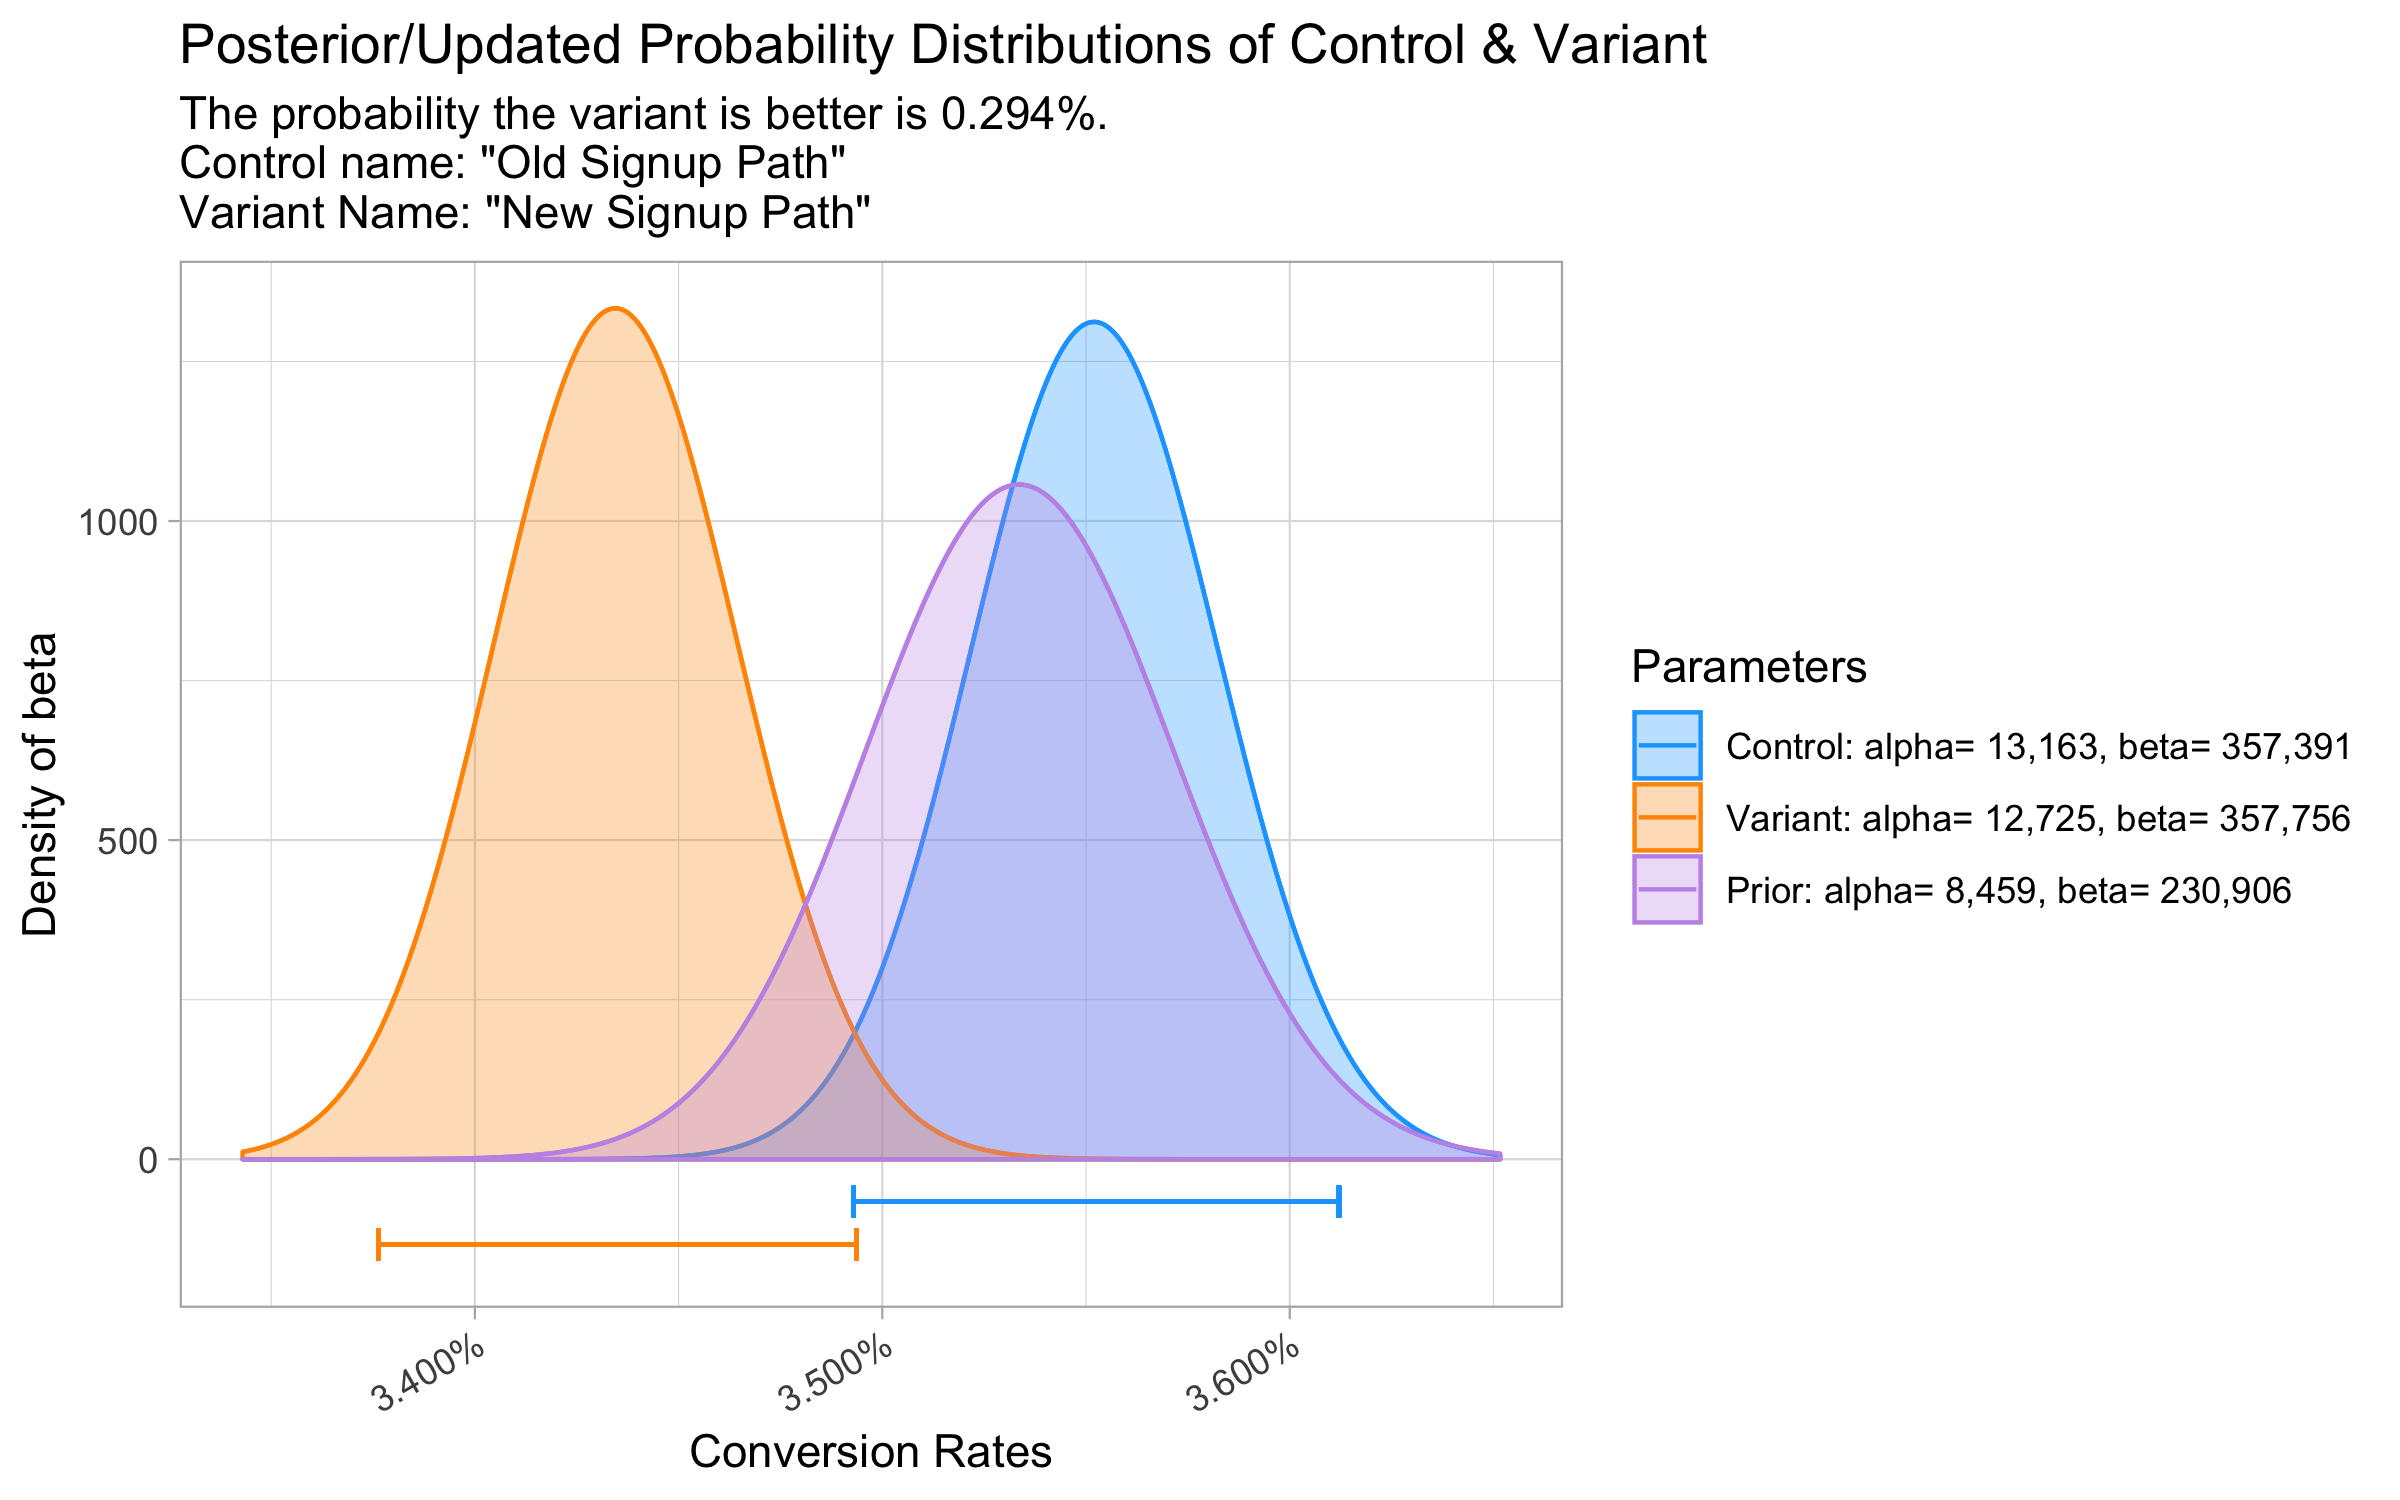 Posterior/Updated Probability Distributions of Control & Variant
The probability the variant is better is 0.294%.
Control name: "Old Signup Path"
Variant Name: "New Signup Path"
Density of beta
1000
500
0
3.400%
3.500%
3.600%
Conversion Rates
Parameters
Control: alpha= 13,163, beta= 357,391
Variant: alpha= 12,725, beta= 357,756
Prior: alpha= 8,459, beta= 230,906